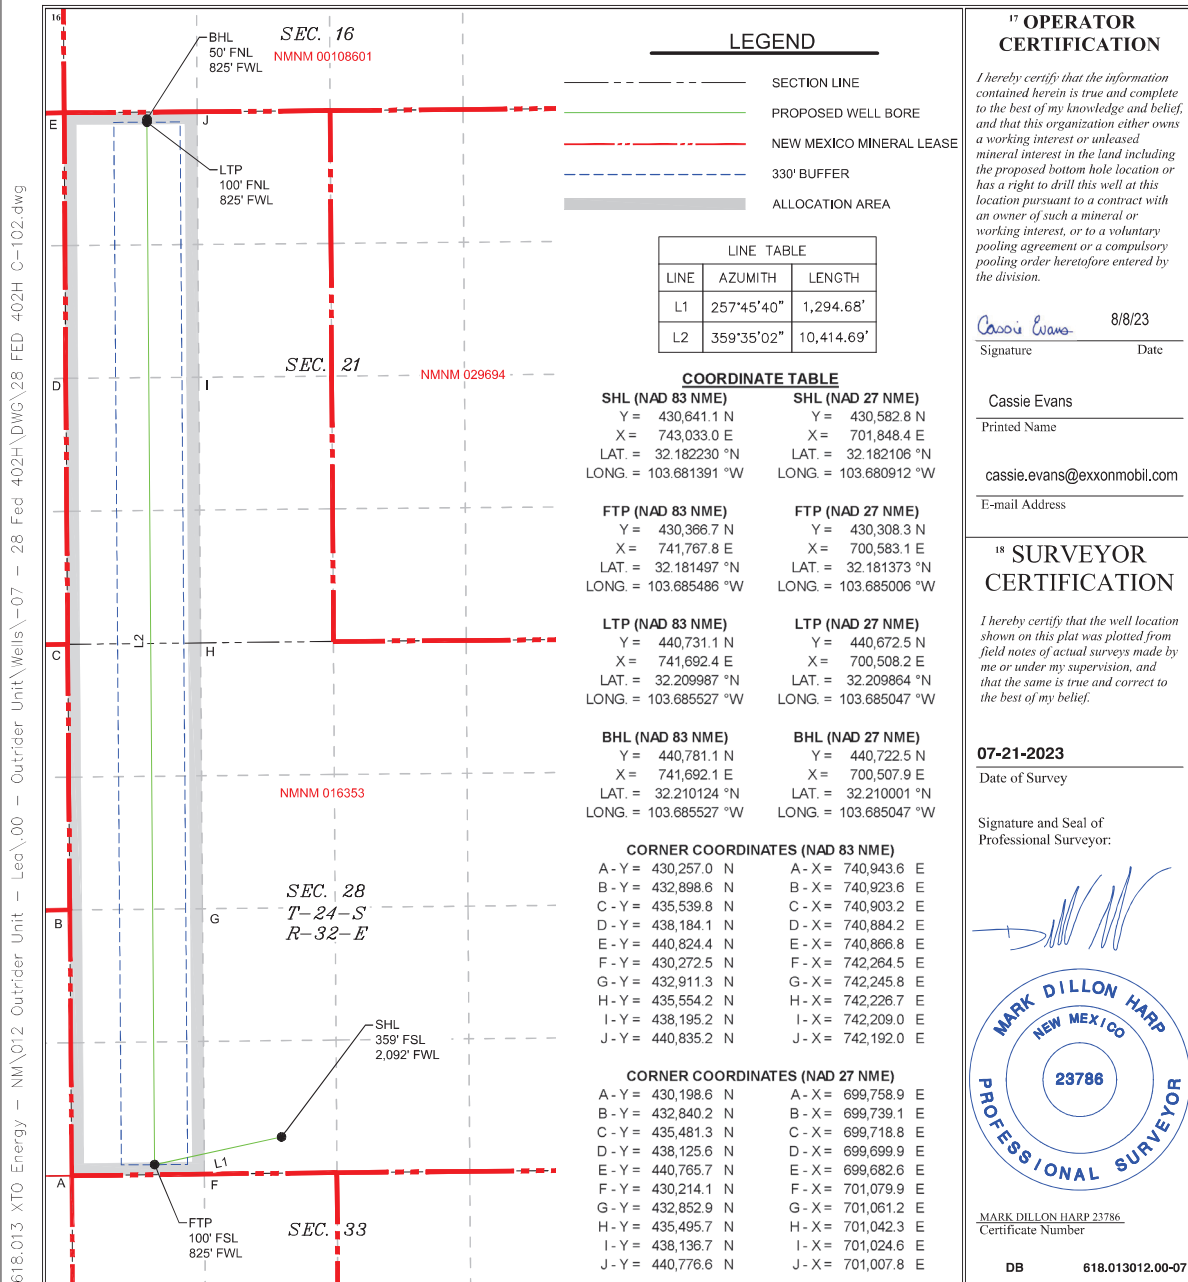 16
SEC. 16
NMNM 00108601
BHL
50' FNL
825' FWL
E
J
LTP
100' FNL
825' FWL
SEC. 21
NMNM 029694
D
I
L2
C
H
NMNM 016353
SEC. 28
T-24-S
R-32-E
B
G
SHL
359' FSL
2,092' FWL
L1
A
F
FTP
100' FSL
825' FWL
SEC. 33
618.013 XTO Energy - NM\012 Outrider Unit - Lea\.00 - Outrider Unit\Wells\-07 - 28 Fed 402H\DWG\28 FED 402H C-102.dwg
LEGEND
SECTION LINE
PROPOSED WELL BORE
NEW MEXICO MINERAL LEASE
330' BUFFER
ALLOCATION AREA
LINE TABLE
LINE AZUMITH LENGTH
L1 257°45'40" 1,294.68'
L2 359°35'02" 10,414.69'
COORDINATE TABLE
SHL (NAD 83 NME) SHL (NAD 27 NME)
Y = 430,641.1 N Y = 430,582.8 N
X = 743,033.0 E X = 701,848.4 E
LAT. = 32.182230 °N LAT. = 32.182106 °N
LONG. = 103.681391 °W LONG. = 103.680912 °W
FTP (NAD 83 NME) FTP (NAD 27 NME)
Y = 430,366.7 N Y = 430,308.3 N
X = 741,767.8 E X = 700,583.1 E
LAT. = 32.181497 °N LAT. = 32.181373 °N
LONG. = 103.685486 °W LONG. = 103.685006 °W
LTP (NAD 83 NME) LTP (NAD 27 NME)
Y = 440,731.1 N Y = 440,672.5 N
X = 741,692.4 E X = 700,508.2 E
LAT. = 32.209987 °N LAT. = 32.209864 °N
LONG. = 103.685527 °W LONG. = 103.685047 °W
BHL (NAD 83 NME) BHL (NAD 27 NME)
Y = 440,781.1 N Y = 440,722.5 N
X = 741,692.1 E X = 700,507.9 E
LAT. = 32.210124 °N LAT. = 32.210001 °N
LONG. = 103.685527 °W LONG. = 103.685047 °W
CORNER COORDINATES (NAD 83 NME)
A - Y = 430,257.0 N A - X = 740,943.6 E
B - Y = 432,898.6 N B - X = 740,923.6 E
C - Y = 435,539.8 N C - X = 740,903.2 E
D - Y = 438,184.1 N D - X = 740,884.2 E
E - Y = 440,824.4 N E - X = 740,866.8 E
F - Y = 430,272.5 N F - X = 742,264.5 E
G - Y = 432,911.3 N G - X = 742,245.8 E
H - Y = 435,554.2 N H - X = 742,226.7 E
I - Y = 438,195.2 N I - X = 742,209.0 E
J - Y = 440,835.2 N J - X = 742,192.0 E
CORNER COORDINATES (NAD 27 NME)
A - Y = 430,198.6 N A - X = 699,758.9 E
B - Y = 432,840.2 N B - X = 699,739.1 E
C - Y = 435,481.3 N C - X = 699,718.8 E
D - Y = 438,125.6 N D - X = 699,699.9 E
E - Y = 440,765.7 N E - X = 699,682.6 E
F - Y = 430,214.1 N F - X = 701,079.9 E
G - Y = 432,852.9 N G - X = 701,061.2 E
H - Y = 435,495.7 N H - X = 701,042.3 E
I - Y = 438,136.7 N I - X = 701,024.6 E
J - Y = 440,776.6 N J - X = 701,007.8 E
17 OPERATOR
CERTIFICATION
I hereby certify that the information
contained herein is true and complete
to the best of my knowledge and belief,
and that this organization either owns
a working interest or unleased
mineral interest in the land including
the proposed bottom hole location or
has a right to drill this well at this
location pursuant to a contract with
an owner of such a mineral or
working interest, or to a voluntary
pooling agreement or a compulsory
pooling order heretofore entered by
the division.
Cassie Evans 8/8/23
Signature Date
Cassie Evans
Printed Name
cassie.evans@exxonmobil.com
E-mail Address
18 SURVEYOR
CERTIFICATION
I hereby certify that the well location
shown on this plat was plotted from
field notes of actual surveys made by
me or under my supervision, and
that the same is true and correct to
the best of my belief.
07-21-2023
Date of Survey
Signature and Seal of
Professional Surveyor:
MARK DILLON HARP
NEW MEXICO
23786
PROFESSIONAL SURVEYOR
MARK DILLON HARP 23786
Certificate Number
DB 618.013012.00-07